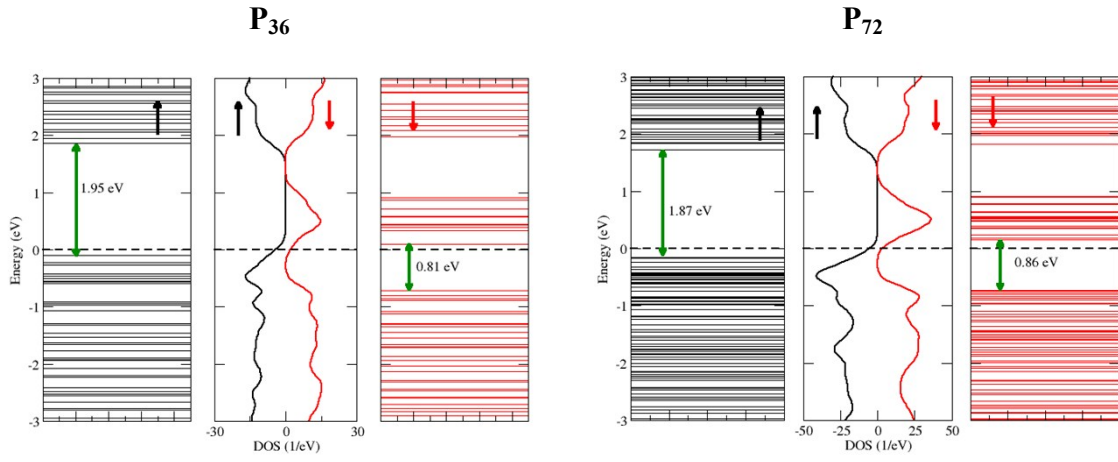 P36
3
2
1
0
-1
-2
-3
Energy (eV)
1.95 eV
0.81 eV
-30 0 30
DOS (1/eV)
P72
3
2
1
0
-1
-2
-3
Energy (eV)
1.87 eV
0.86 eV
-50 -25 0 25 50
DOS (1/eV)